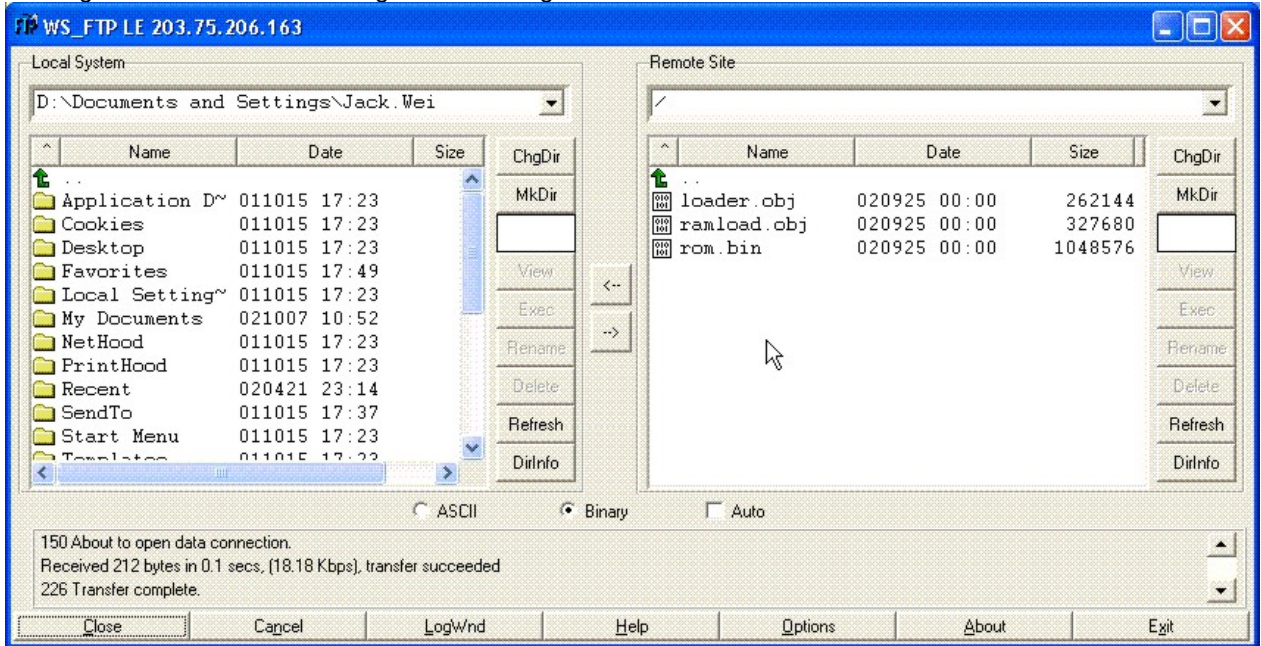 WS_FTP LE 203.75.206.163
Local System
D:\Documents and Settings\Jack.Wei
^ Name Date Size
..
Application D~ 011015 17:23
Cookies 011015 17:23
Desktop 011015 17:23
Favorites 011015 17:49
Local Setting~ 011015 17:23
My Documents 021007 10:52
NetHood 011015 17:23
PrintHood 011015 17:23
Recent 020421 23:14
SendTo 011015 17:37
Start Menu 011015 17:23
Templates 011015 17:23
ChgDir
MkDir
View
Exec
Rename
Delete
Refresh
DirInfo
<--
-->
Remote Site
/
^ Name Date Size
..
loader.obj 020925 00:00 262144
ramload.obj 020925 00:00 327680
rom.bin 020925 00:00 1048576
ChgDir
MkDir
View
Exec
Rename
Delete
Refresh
DirInfo
ASCII Binary Auto
150 About to open data connection.
Received 212 bytes in 0.1 secs, (18.18 Kbps), transfer succeeded
226 Transfer complete.
Close Cancel LogWnd Help Options About Exit